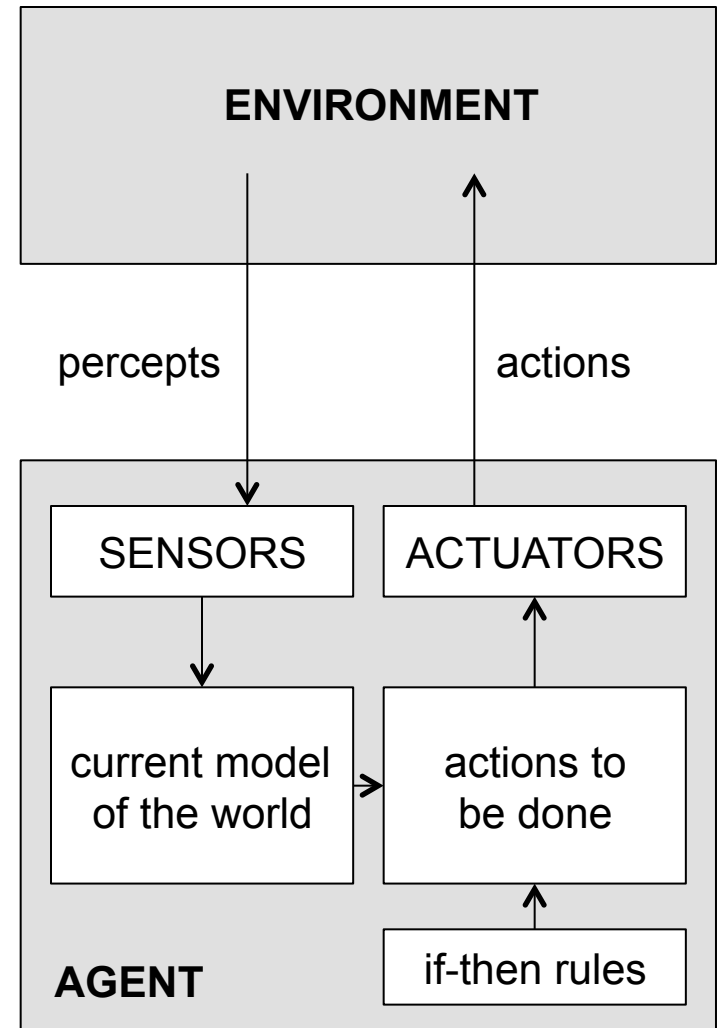 ENVIRONMENT
percepts
actions
SENSORS
ACTUATORS
current model
of the world
actions to
be done
if-then rules
AGENT